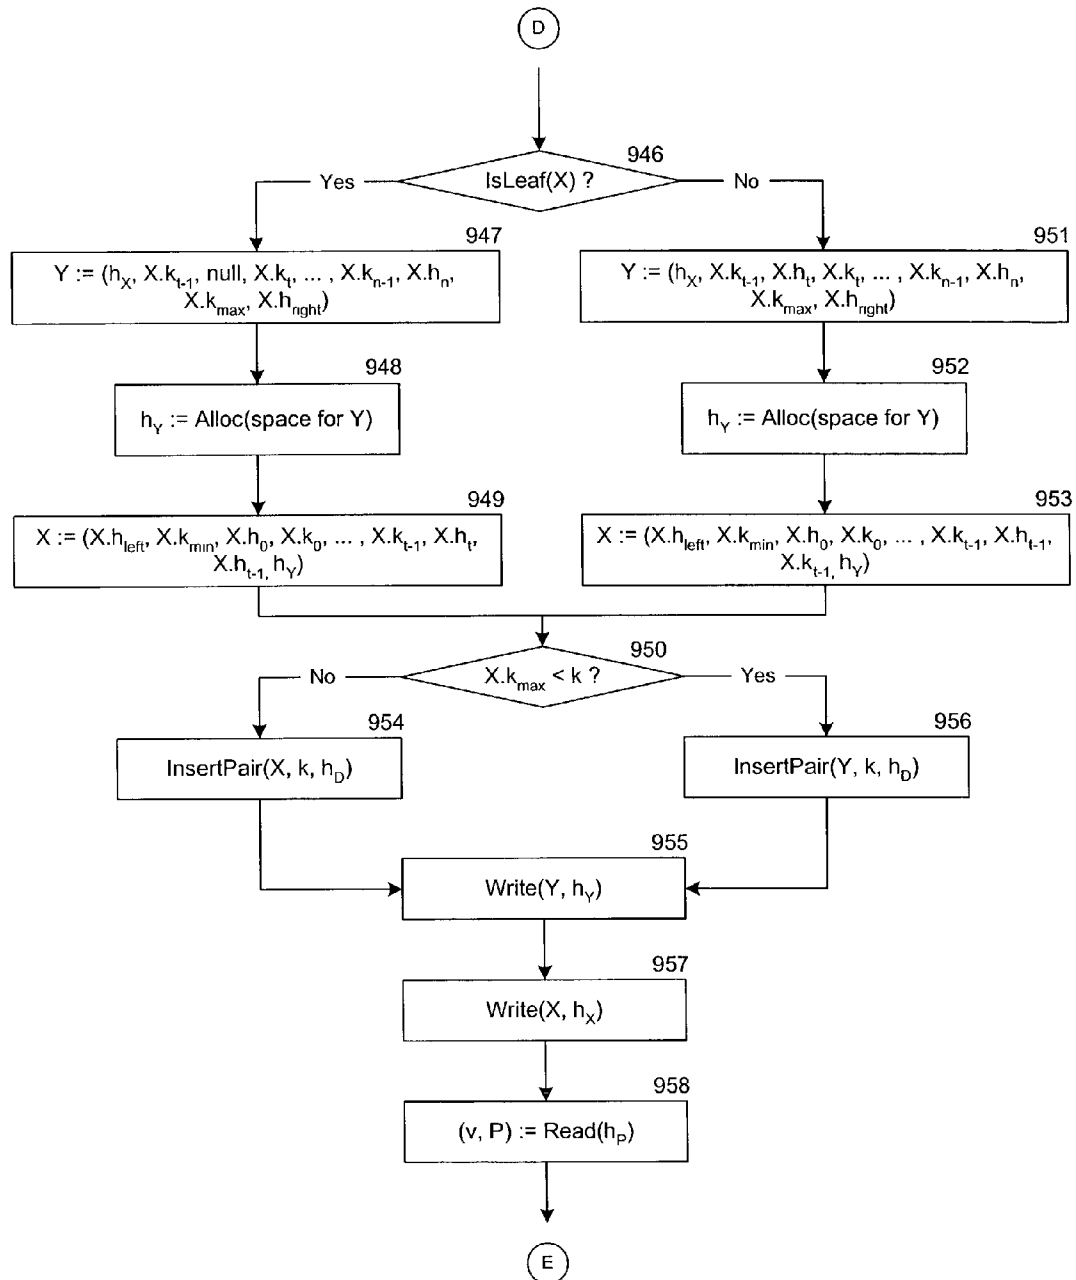 D
946
IsLeaf(X) ?
Yes
No
947
Y := (hX, X.kt-1, null, X.kt, ... , X.kn-1, X.hn,
X.kmax, X.hright)
951
Y := (hX, X.kt-1, X.ht, X.kt, ... , X.kn-1, X.hn,
X.kmax, X.hright)
948
hY := Alloc(space for Y)
952
hY := Alloc(space for Y)
949
X := (X.hleft, X.kmin, X.h0, X.k0, ... , X.kt-1, X.ht,
X.ht-1, hY)
953
X := (X.hleft, X.kmin, X.h0, X.k0, ... , X.kt-1, X.ht-1,
X.kt-1, hY)
950
X.kmax < k ?
No
Yes
954
InsertPair(X, k, hD)
956
InsertPair(Y, k, hD)
955
Write(Y, hY)
957
Write(X, hX)
958
(v, P) := Read(hP)
E